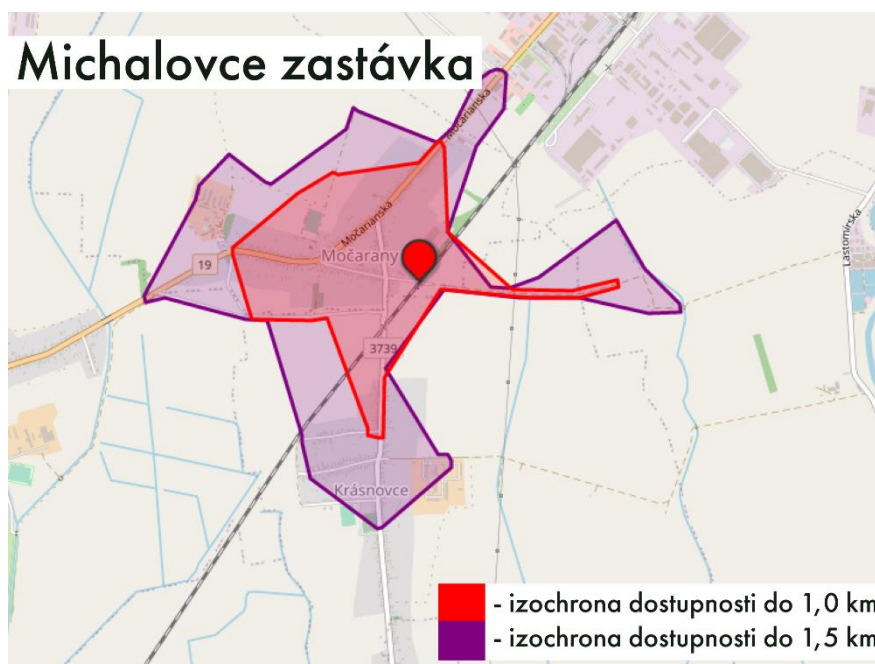 Michalovce zastávka
Močarianska
Močarianska
19
Močarany
Lastomírska
3739
Krásnovce
- izochrona dostupnosti do 1,0 km
- izochrona dostupnosti do 1,5 km